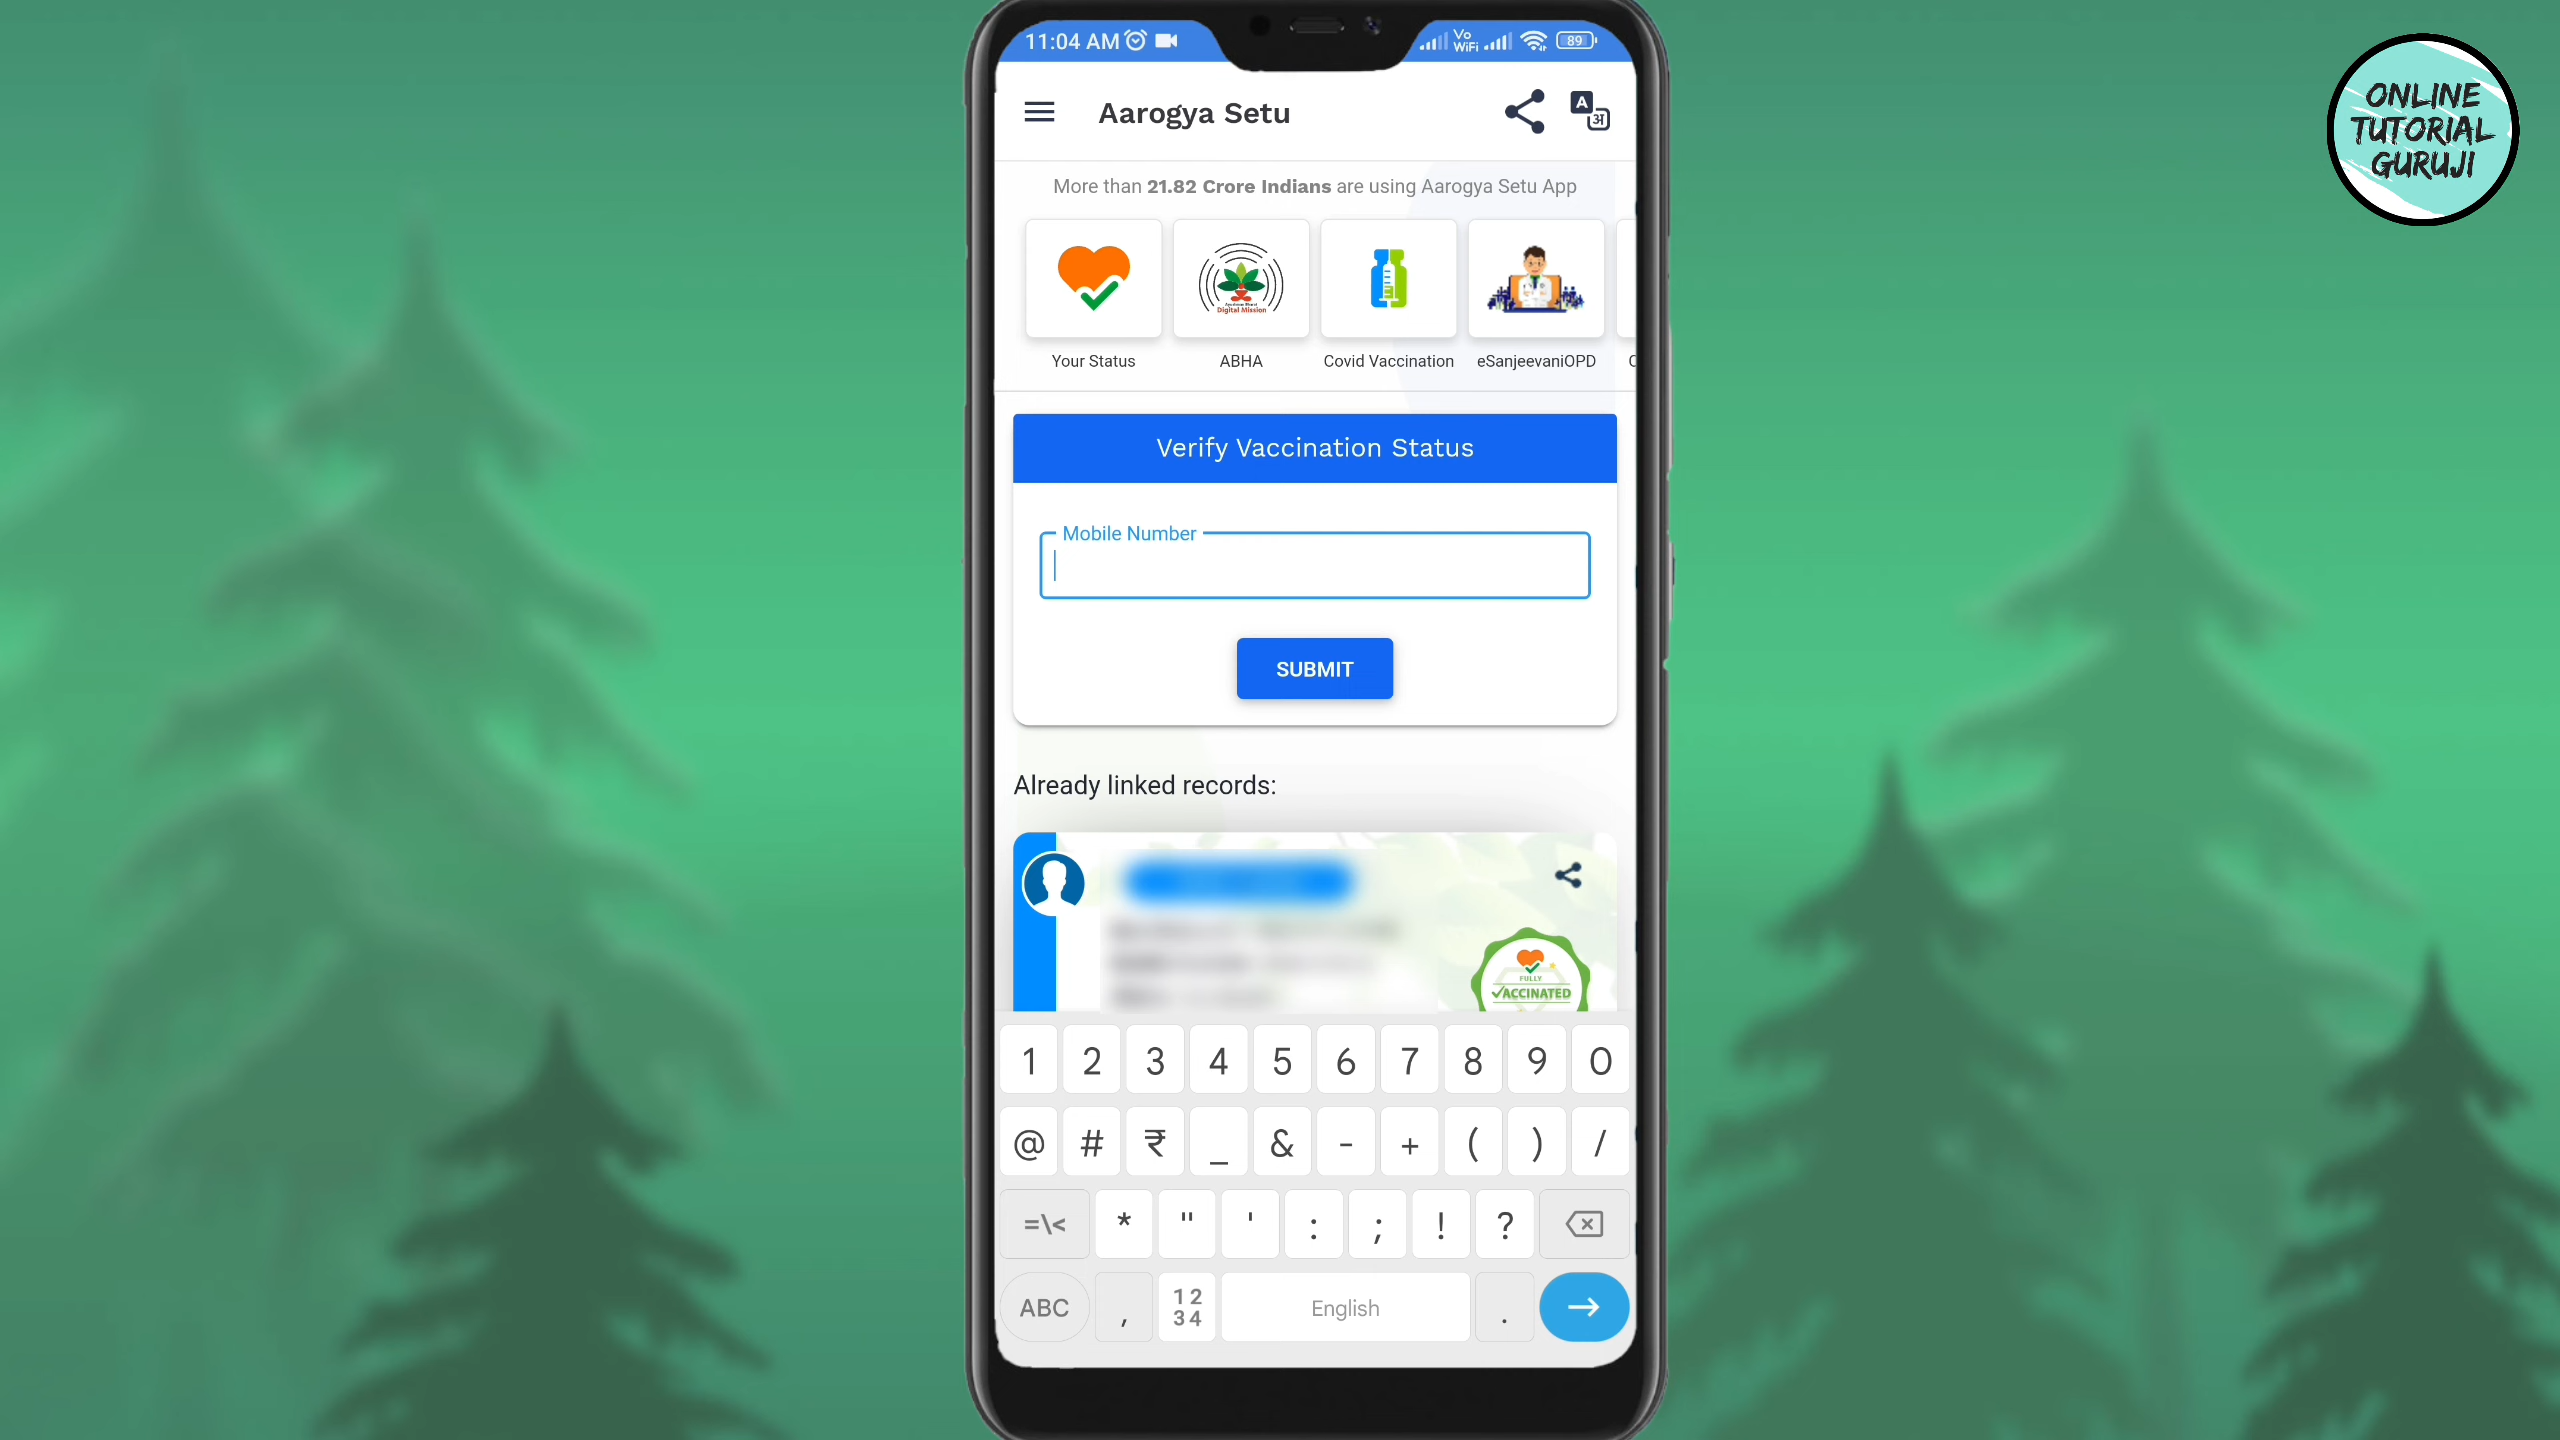 11:04 AM
Vo
WiFi
89
ONLINE
TUTORIAL
GURUJI
Aarogya Setu
A
अ
More than 21.82 Crore Indians are using Aarogya Setu App
Digital Mission
Your Status
ABHA
Covid Vaccination
eSanjeevaniOPD
Verify Vaccination Status
Mobile Number
SUBMIT
Already linked records:
FULLY
VACCINATED
1 2 3 4 5 6 7 8 9 0
@ # ₹ _ & - + ( ) /
=\< * " ' : ; ! ?
ABC , 12 34 English .